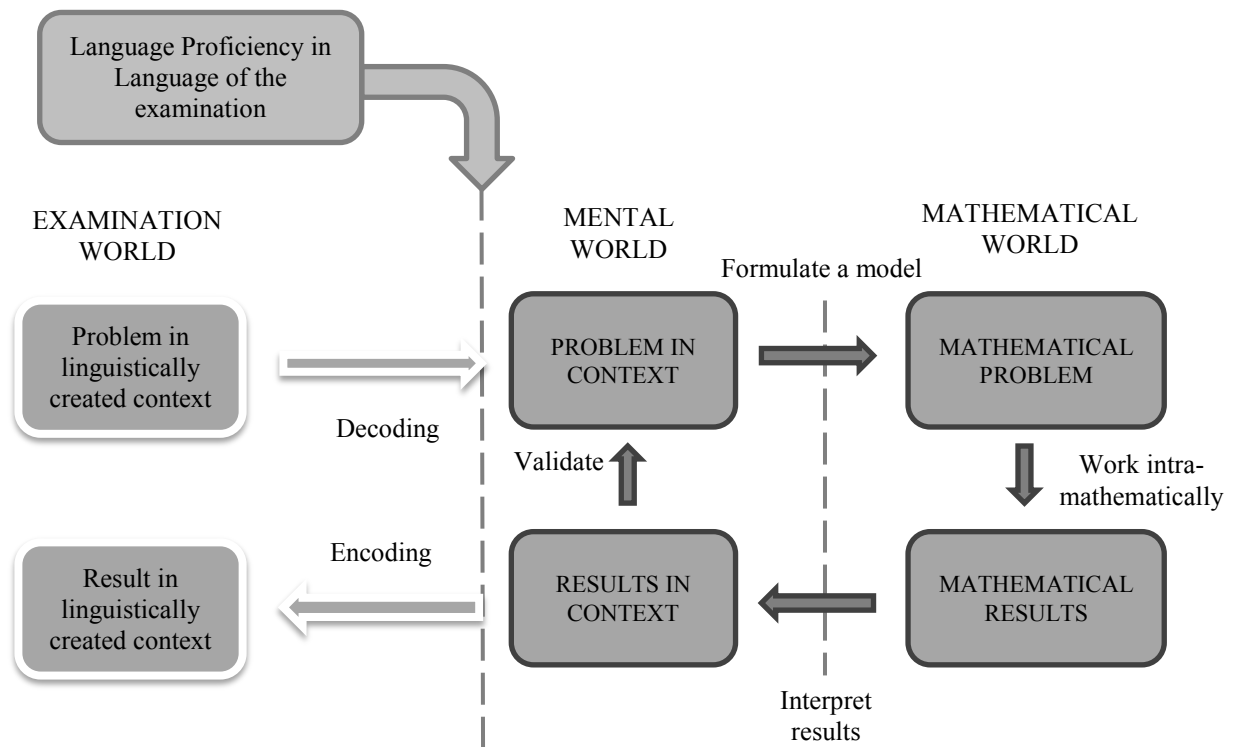 Language Proficiency in
Language of the
examination
EXAMINATION
WORLD
MENTAL
WORLD
MATHEMATICAL
WORLD
Formulate a model
Problem in
linguistically
created context
PROBLEM IN
CONTEXT
MATHEMATICAL
PROBLEM
Decoding
Validate
Work intra-
mathematically
Encoding
Result in
linguistically
created context
RESULTS IN
CONTEXT
MATHEMATICAL
RESULTS
Interpret
results